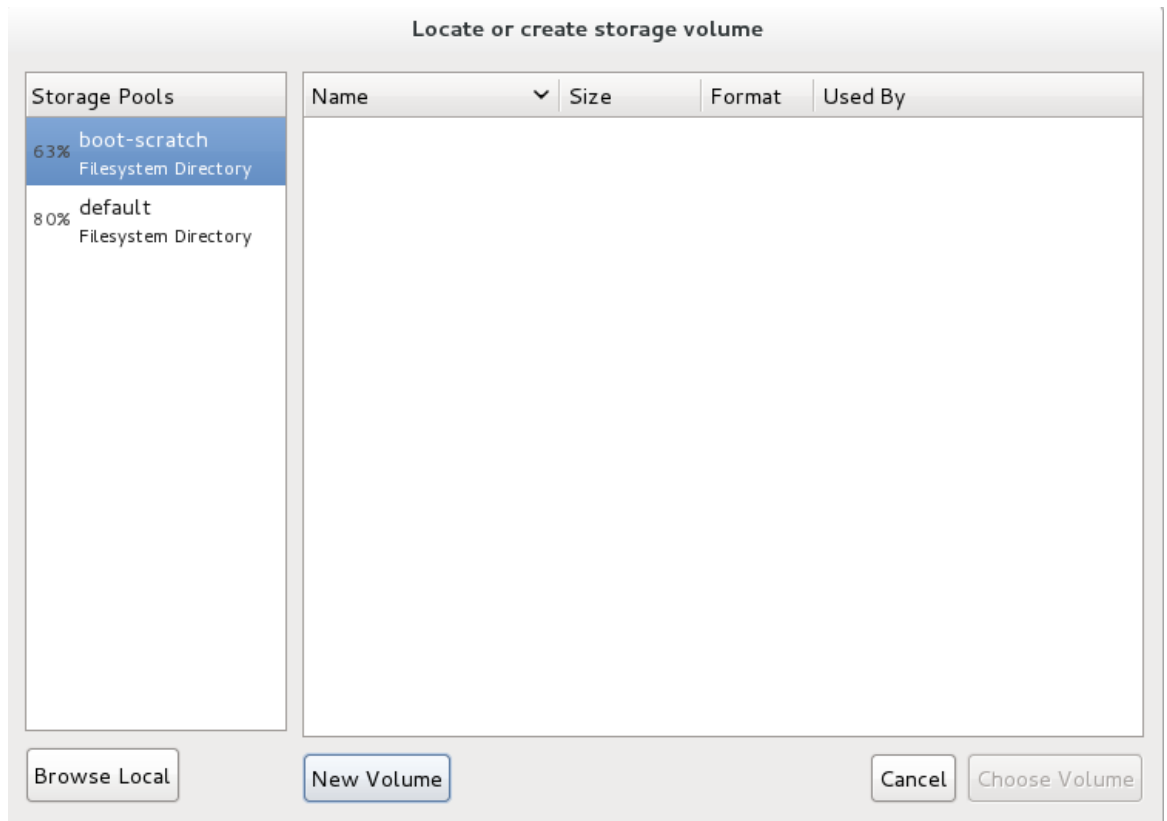 Locate or create storage volume
Storage Pools
Name Size Format Used By
63% boot-scratch
Filesystem Directory
80% default
Filesystem Directory
Browse Local
New Volume
Cancel
Choose Volume